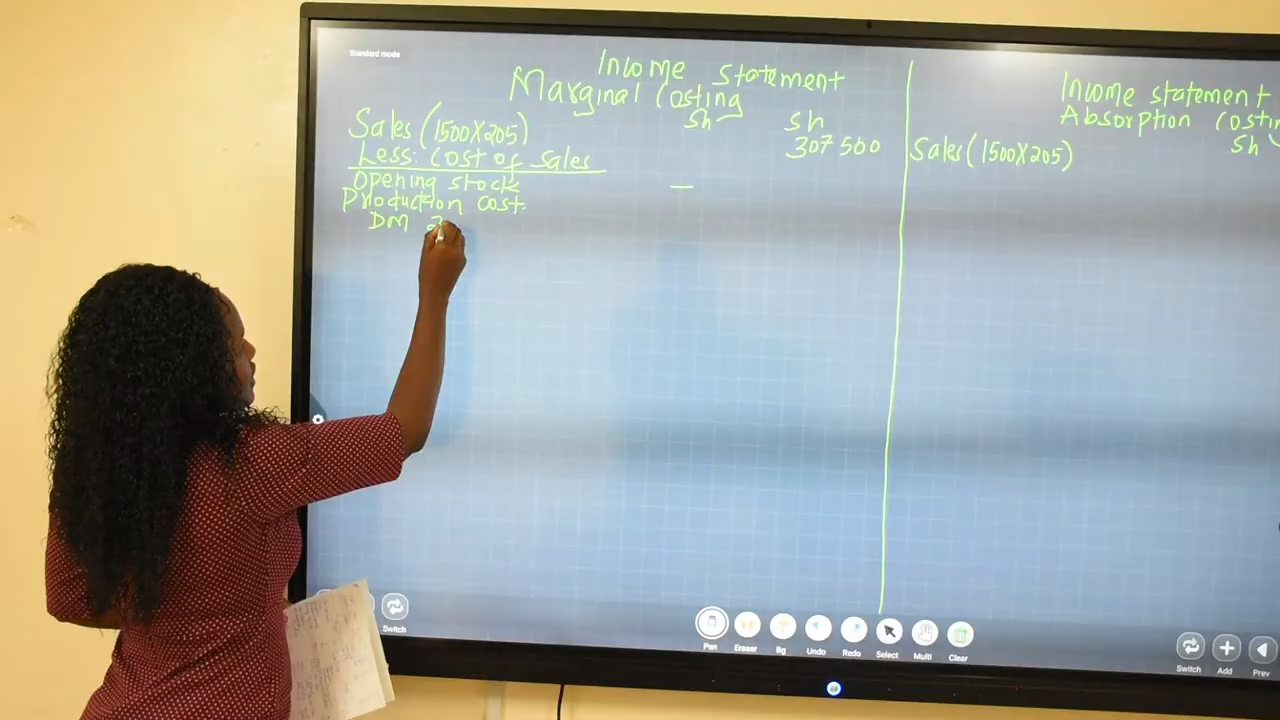 Standard mode
Income Statement
Marginal Costing
sh sh
Sales (1500X205) 307 500
Less: Cost of Sales
Opening stock —
Production cost.
DM 2
Income statement
Absorption
sh
Sales (1500X205)
Switch
Pen Eraser Bg Undo Redo Select Multi Clear
Switch Add Prev